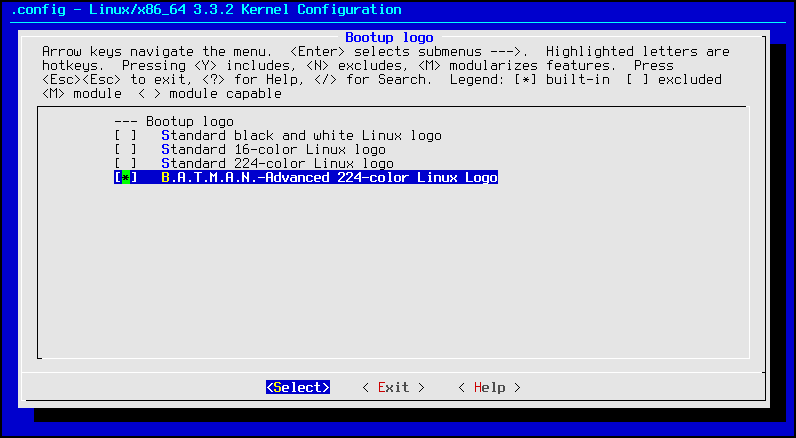 .config - Linux/x86_64 3.3.2 Kernel Configuration
Bootup logo
Arrow keys navigate the menu.  <Enter> selects submenus --->.  Highlighted letters are
hotkeys.  Pressing <Y> includes, <N> excludes, <M> modularizes features.  Press
<Esc><Esc> to exit, <?> for Help, </> for Search.  Legend: [*] built-in  [ ] excluded
<M> module  < > module capable
--- Bootup logo
[ ]   Standard black and white Linux logo
[ ]   Standard 16-color Linux logo
[ ]   Standard 224-color Linux logo
[*]   B.A.T.M.A.N.-Advanced 224-color Linux Logo
<Select>    < Exit >    < Help >